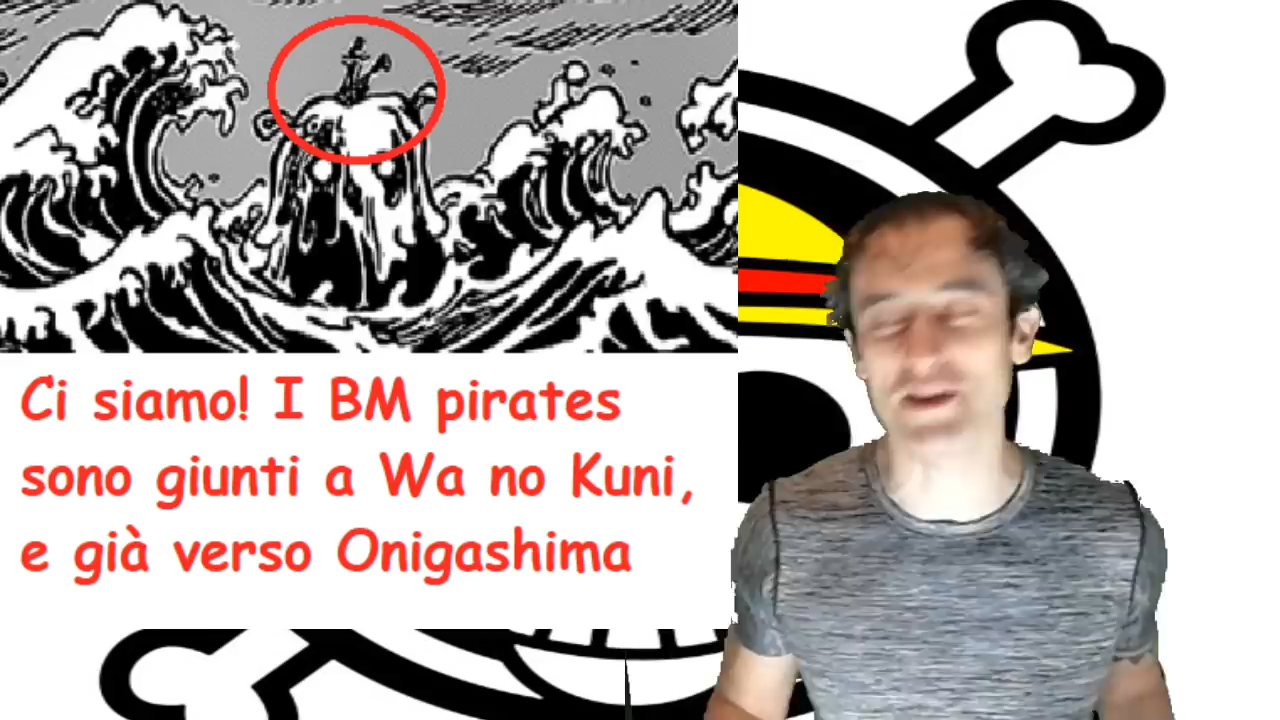 Ci siamo! I BM pirates
sono giunti a Wa no Kuni,
e già verso Onigashima